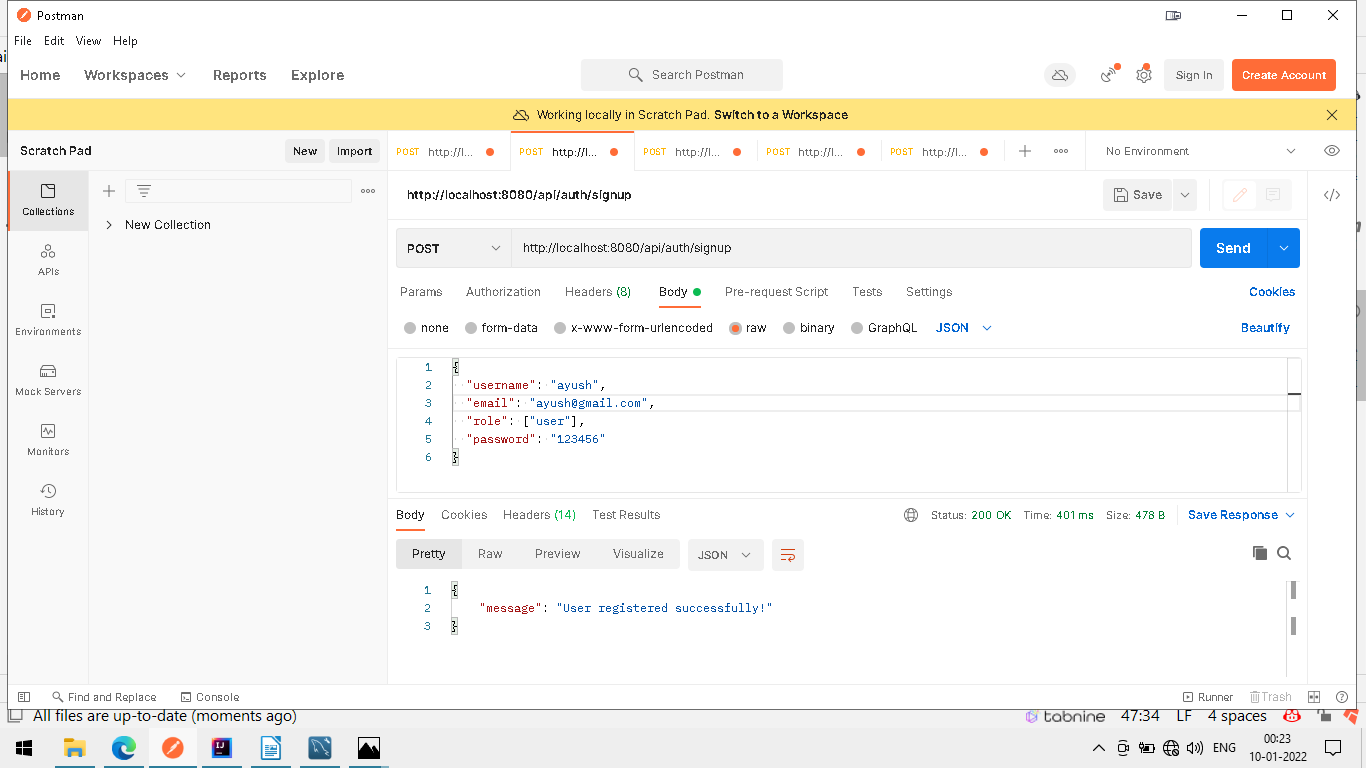 Postman
File Edit View Help
Home Workspaces Reports Explore Search Postman Sign In Create Account
Working locally in Scratch Pad. Switch to a Workspace
Scratch Pad New Import POST http://l... POST http://l... POST http://l... POST http://l... POST http://l... No Environment
Collections
APIs
Environments
Mock Servers
Monitors
History
New Collection
http://localhost:8080/api/auth/signup Save
POST http://localhost:8080/api/auth/signup Send
Params Authorization Headers (8) Body Pre-request Script Tests Settings Cookies
none form-data x-www-form-urlencoded raw binary GraphQL JSON Beautify
1 {
2 "username": "ayush",
3 "email": "ayush@gmail.com",
4 "role": ["user"],
5 "password": "123456"
6 }
Body Cookies Headers (14) Test Results Status: 200 OK Time: 401 ms Size: 478 B Save Response
Pretty Raw Preview Visualize JSON
1 {
2 "message": "User registered successfully!"
3 }
Find and Replace Console Runner Trash
All files are up-to-date (moments ago) tabnine 47:34 LF 4 spaces
ENG 00:23
10-01-2022